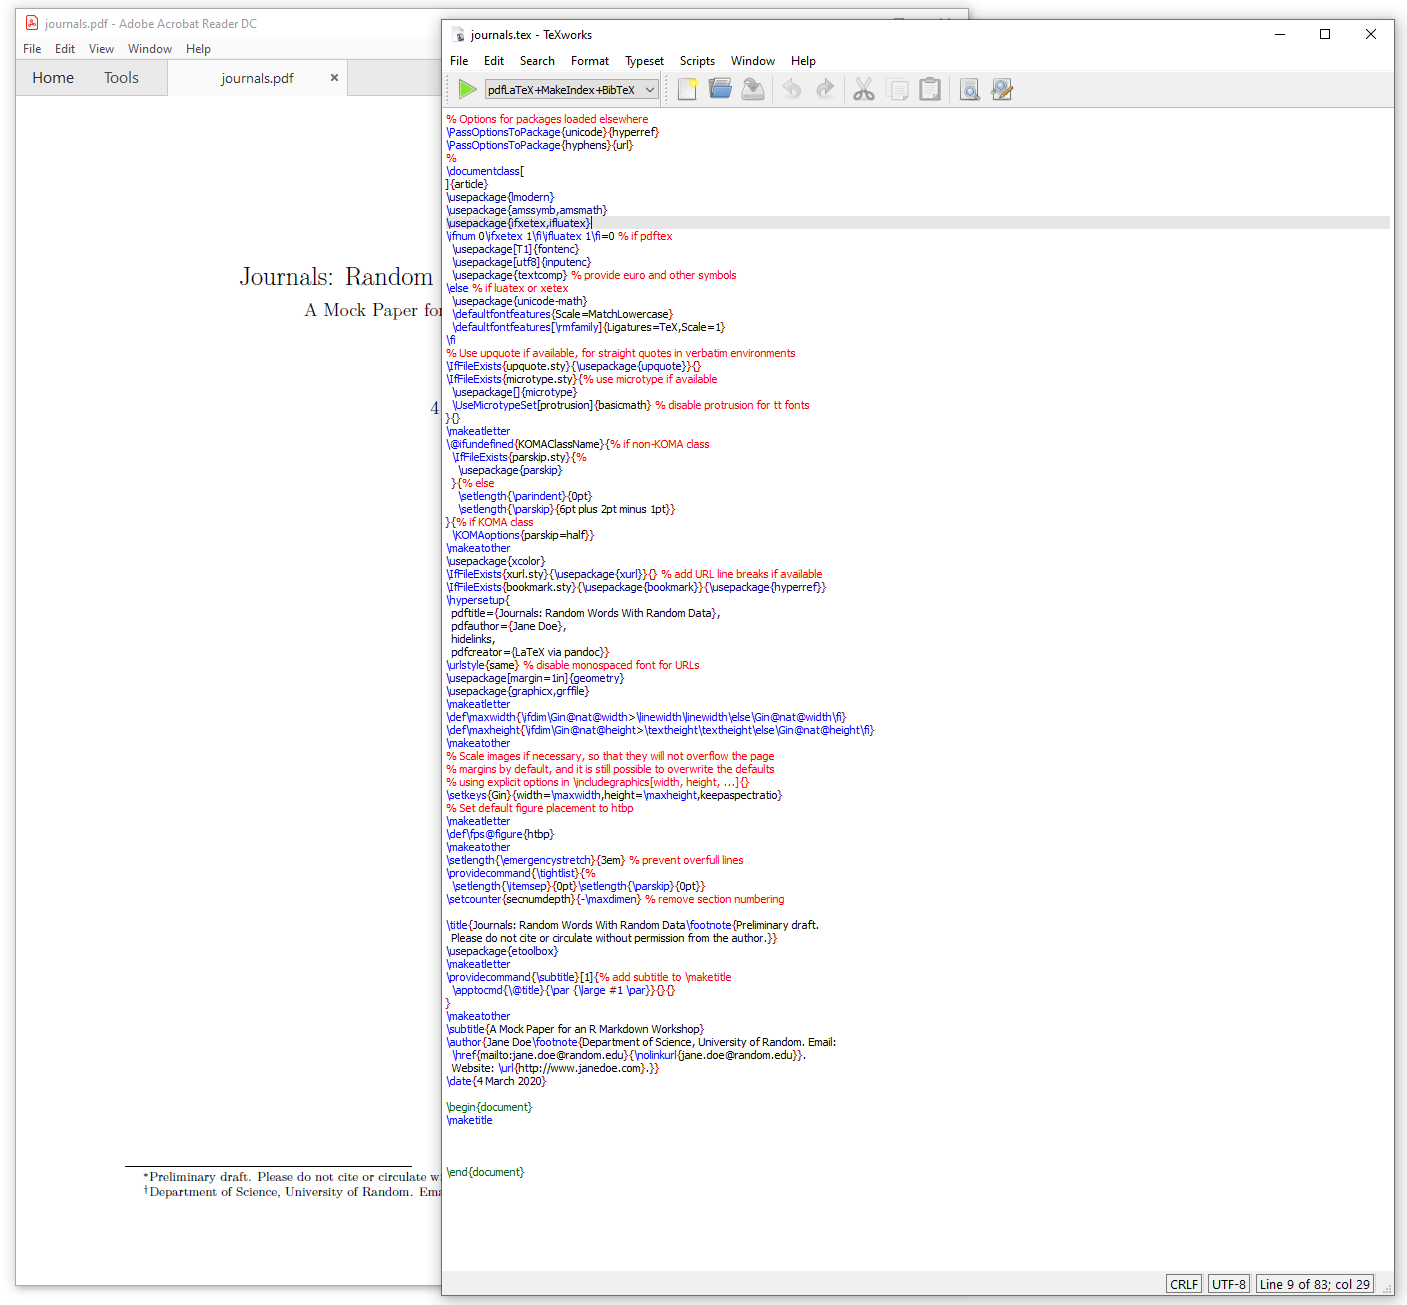 journals.pdf - Adobe Acrobat Reader DC
File Edit View Window Help
Home Tools journals.pdf ×
Journals: Random
A Mock Paper for
4
*Preliminary draft. Please do not cite or circulate wi
†Department of Science, University of Random. Ema
journals.tex - TeXworks
File Edit Search Format Typeset Scripts Window Help
pdfLaTeX+MakeIndex+BibTeX
% Options for packages loaded elsewhere
\PassOptionsToPackage{unicode}{hyperref}
\PassOptionsToPackage{hyphens}{url}
%
\documentclass[
]{article}
\usepackage{lmodern}
\usepackage{amssymb,amsmath}
\usepackage{ifxetex,ifluatex}
\ifnum 0\ifxetex 1\fi\ifluatex 1\fi=0 % if pdftex
  \usepackage[T1]{fontenc}
  \usepackage[utf8]{inputenc}
  \usepackage{textcomp} % provide euro and other symbols
\else % if luatex or xetex
  \usepackage{unicode-math}
  \defaultfontfeatures{Scale=MatchLowercase}
  \defaultfontfeatures[\rmfamily]{Ligatures=TeX,Scale=1}
\fi
% Use upquote if available, for straight quotes in verbatim environments
\IfFileExists{upquote.sty}{\usepackage{upquote}}{}
\IfFileExists{microtype.sty}{% use microtype if available
  \usepackage[]{microtype}
  \UseMicrotypeSet[protrusion]{basicmath} % disable protrusion for tt fonts
}{}
\makeatletter
\@ifundefined{KOMAClassName}{% if non-KOMA class
  \IfFileExists{parskip.sty}{%
    \usepackage{parskip}
  }{% else
    \setlength{\parindent}{0pt}
    \setlength{\parskip}{6pt plus 2pt minus 1pt}}
}{% if KOMA class
  \KOMAoptions{parskip=half}}
\makeatother
\usepackage{xcolor}
\IfFileExists{xurl.sty}{\usepackage{xurl}}{} % add URL line breaks if available
\IfFileExists{bookmark.sty}{\usepackage{bookmark}}{\usepackage{hyperref}}
\hypersetup{
  pdftitle={Journals: Random Words With Random Data},
  pdfauthor={Jane Doe},
  hidelinks,
  pdfcreator={LaTeX via pandoc}}
\urlstyle{same} % disable monospaced font for URLs
\usepackage[margin=1in]{geometry}
\usepackage{graphicx,grffile}
\makeatletter
\def\maxwidth{\ifdim\Gin@nat@width>\linewidth\linewidth\else\Gin@nat@width\fi}
\def\maxheight{\ifdim\Gin@nat@height>\textheight\textheight\else\Gin@nat@height\fi}
\makeatother
% Scale images if necessary, so that they will not overflow the page
% margins by default, and it is still possible to overwrite the defaults
% using explicit options in \includegraphics[width, height, ...]{}
\setkeys{Gin}{width=\maxwidth,height=\maxheight,keepaspectratio}
% Set default figure placement to htbp
\makeatletter
\def\fps@figure{htbp}
\makeatother
\setlength{\emergencystretch}{3em} % prevent overfull lines
\providecommand{\tightlist}{%
  \setlength{\itemsep}{0pt}\setlength{\parskip}{0pt}}
\setcounter{secnumdepth}{-\maxdimen} % remove section numbering
\title{Journals: Random Words With Random Data\footnote{Preliminary draft.
  Please do not cite or circulate without permission from the author.}}
\usepackage{etoolbox}
\makeatletter
\providecommand{\subtitle}[1]{% add subtitle to \maketitle
  \apptocmd{\@title}{\par {\large #1 \par}}{}{}
}
\makeatother
\subtitle{A Mock Paper for an R Markdown Workshop}
\author{Jane Doe\footnote{Department of Science, University of Random. Email:
  \href{mailto:jane.doe@random.edu}{\nolinkurl{jane.doe@random.edu}}.
  Website: \url{http://www.janedoe.com}.}}
\date{4 March 2020}
\begin{document}
\maketitle
\end{document}
CRLF UTF-8 Line 9 of 83; col 29